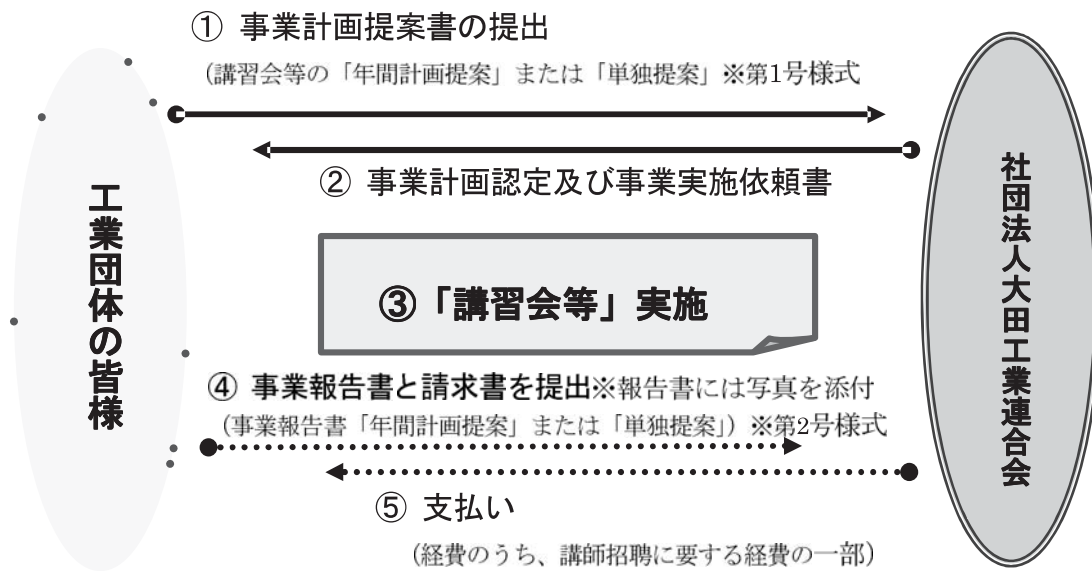 ① 事業計画提案書の提出
(講習会等の「年間計画提案」または「単独提案」※第1号様式
② 事業計画認定及び事業実施依頼書
工業団体の皆様
社団法人大田工業連合会
③「講習会等」実施
④ 事業報告書と請求書を提出※報告書には写真を添付
(事業報告書「年間計画提案」または「単独提案」)※第2号様式
⑤ 支払い
(経費のうち、講師招聘に要する経費の一部)